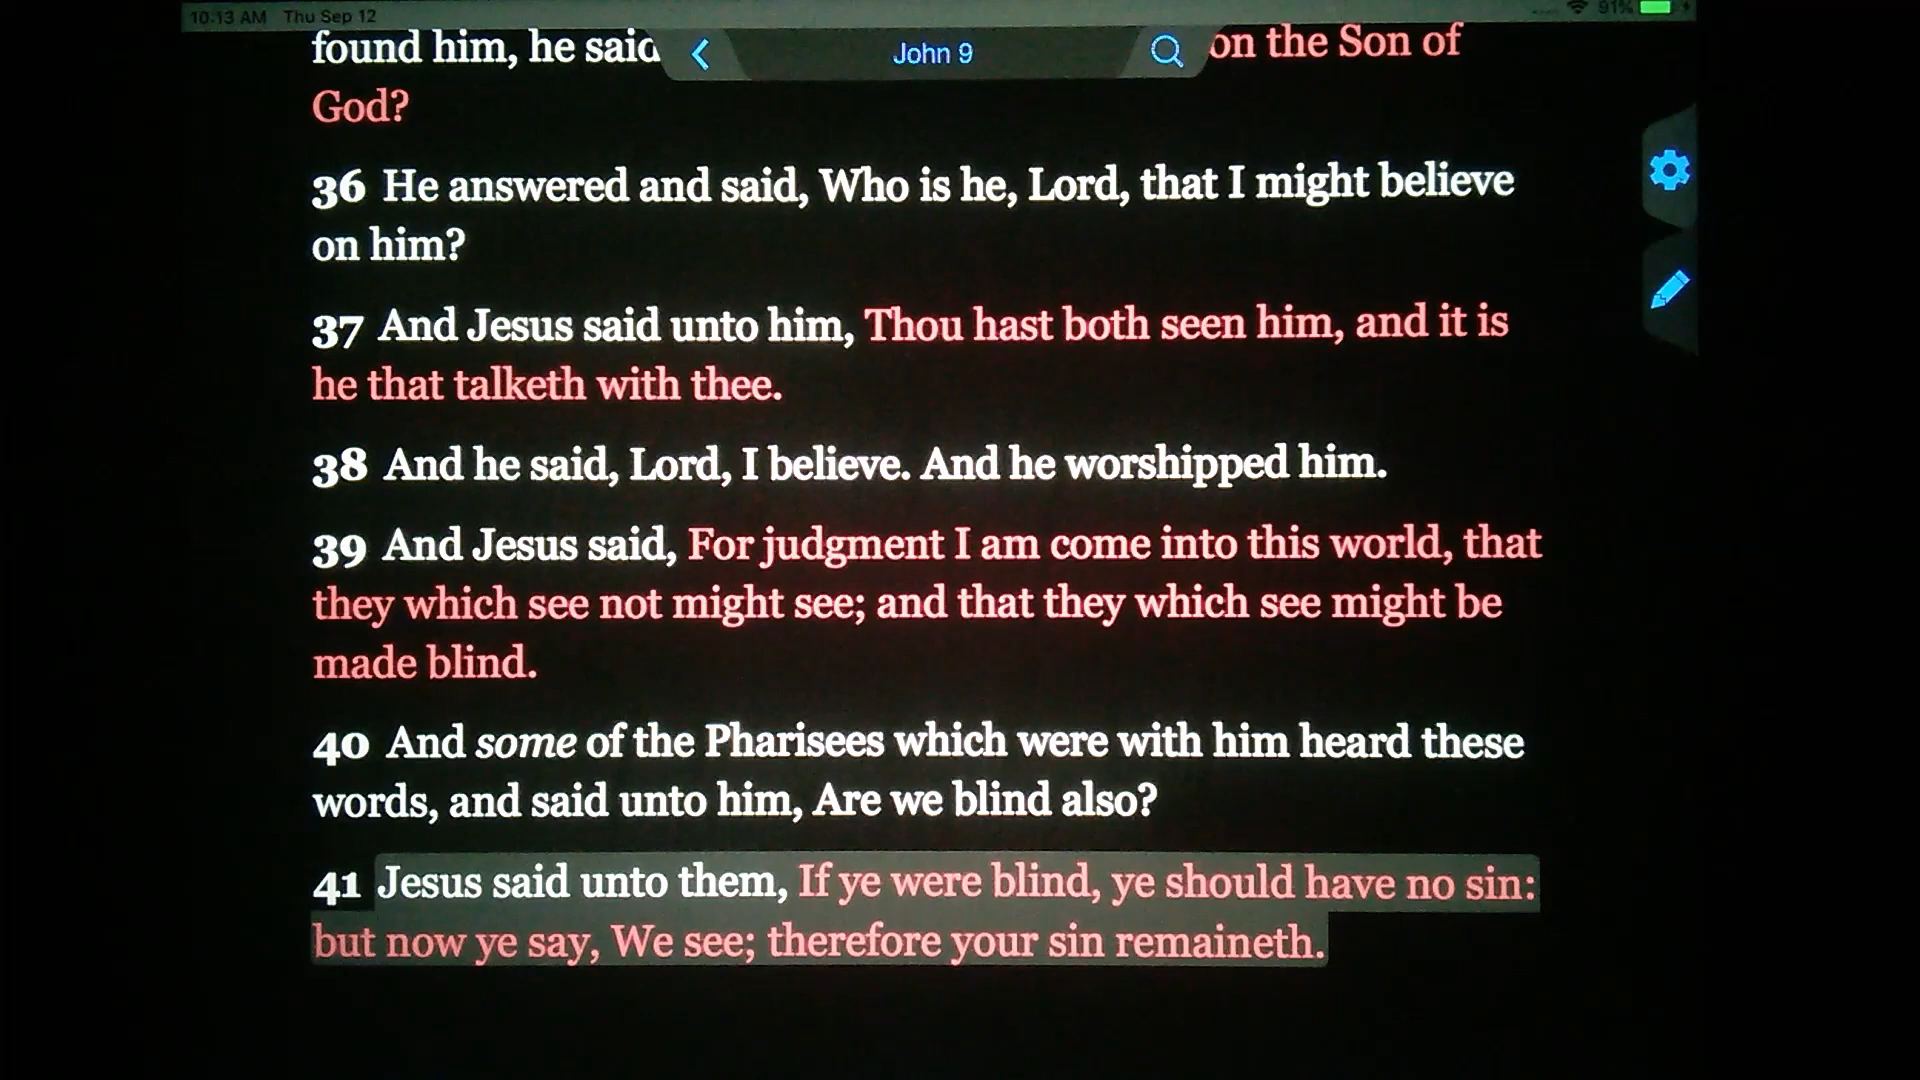 10:13 AM Thu Sep 12
91%
John 9
found him, he said
on the Son of
God?
36 He answered and said, Who is he, Lord, that I might believe
on him?
37 And Jesus said unto him, Thou hast both seen him, and it is
he that talketh with thee.
38 And he said, Lord, I believe. And he worshipped him.
39 And Jesus said, For judgment I am come into this world, that
they which see not might see; and that they which see might be
made blind.
40 And some of the Pharisees which were with him heard these
words, and said unto him, Are we blind also?
41 Jesus said unto them, If ye were blind, ye should have no sin:
but now ye say, We see; therefore your sin remaineth.